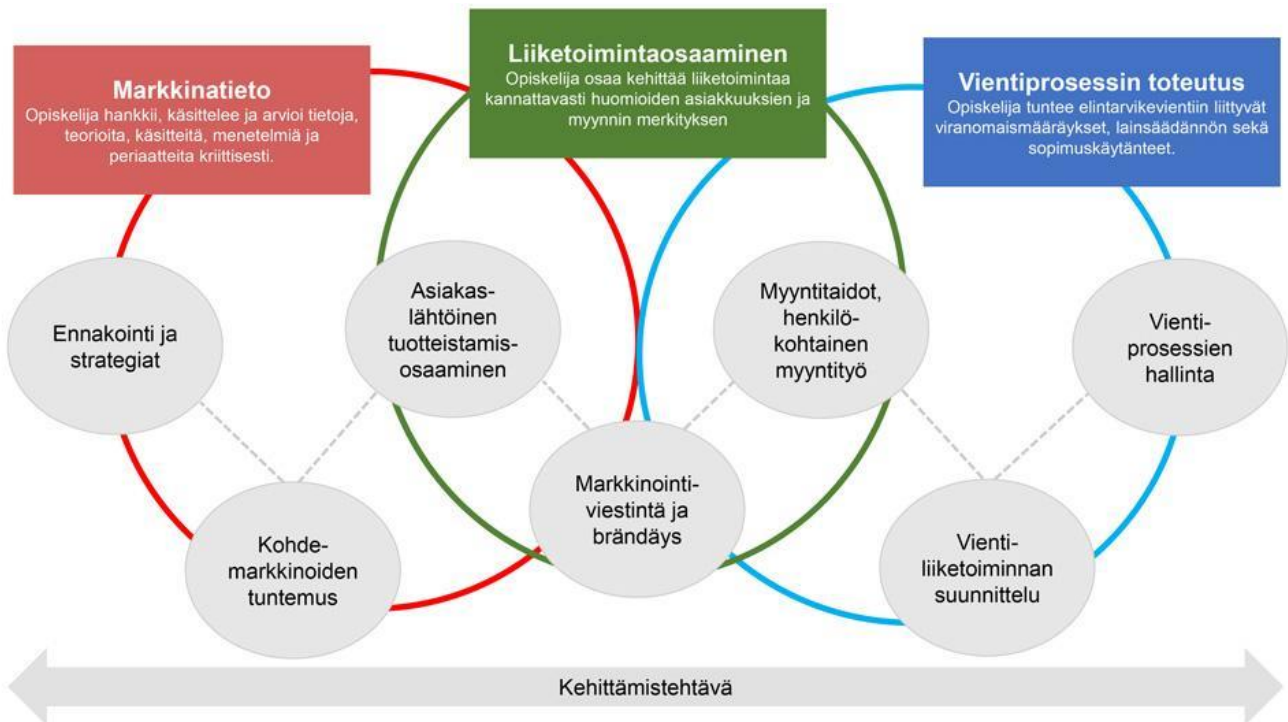 Markkinatieto
Opiskelija hankkii, käsittelee ja arvioi tietoja,
teorioita, käsitteitä, menetelmiä ja
periaatteita kriittisesti.
Liiketoimintaosaaminen
Opiskelija osaa kehittää liiketoimintaa
kannattavasti huomioiden asiakkuuksien ja
myynnin merkityksen
Vientiprosessin toteutus
Opiskelija tuntee elintarvikevientiin liittyvät
viranomaismääräykset, lainsäädännön sekä
sopimuskäytänteet.
Ennakointi ja
strategiat
Kohde-
markkinoiden
tuntemus
Asiakas-
lähtöinen
tuotteistamis-
osaaminen
Markkinointi-
viestintä ja
brändäys
Myyntitaidot,
henkilö-
kohtainen
myyntityö
Vienti-
liiketoiminnan
suunnittelu
Vienti-
prosessien
hallinta
Kehittämistehtävä